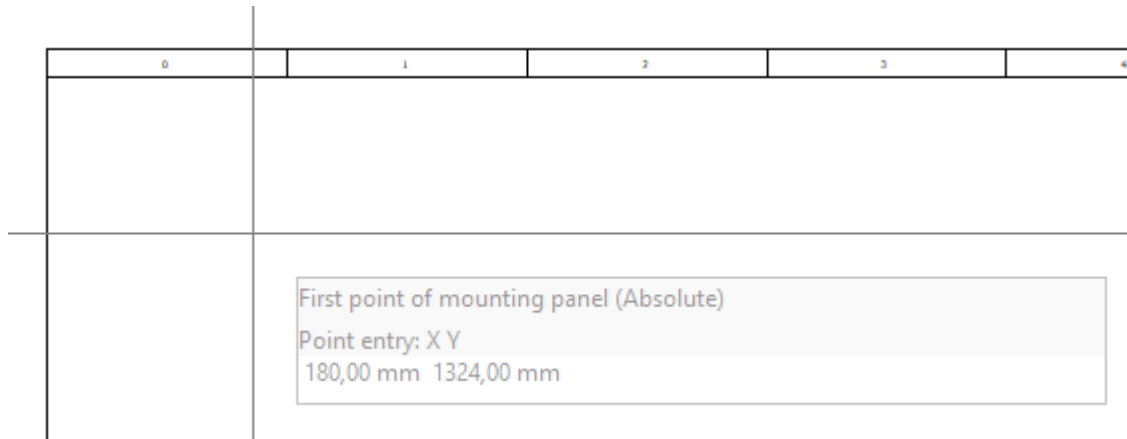 0 1 2 3 4
First point of mounting panel (Absolute)
Point entry: X Y
180,00 mm 1324,00 mm